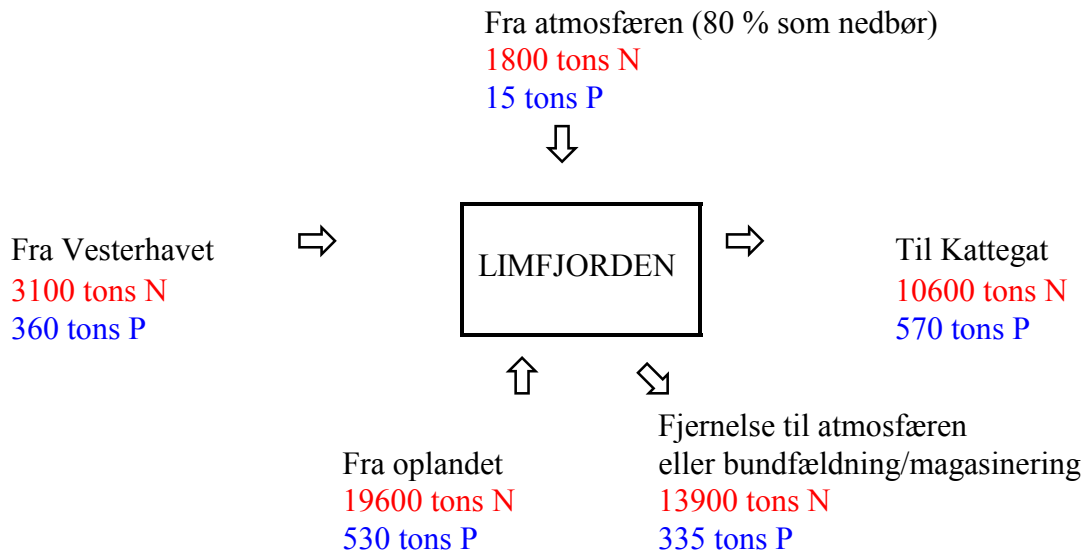 Fra atmosfæren (80 % som nedbør)
1800 tons N
15 tons P
Fra Vesterhavet
3100 tons N
360 tons P
LIMFJORDEN
Til Kattegat
10600 tons N
570 tons P
Fra oplandet
19600 tons N
530 tons P
Fjernelse til atmosfæren
eller bundfældning/magasinering
13900 tons N
335 tons P